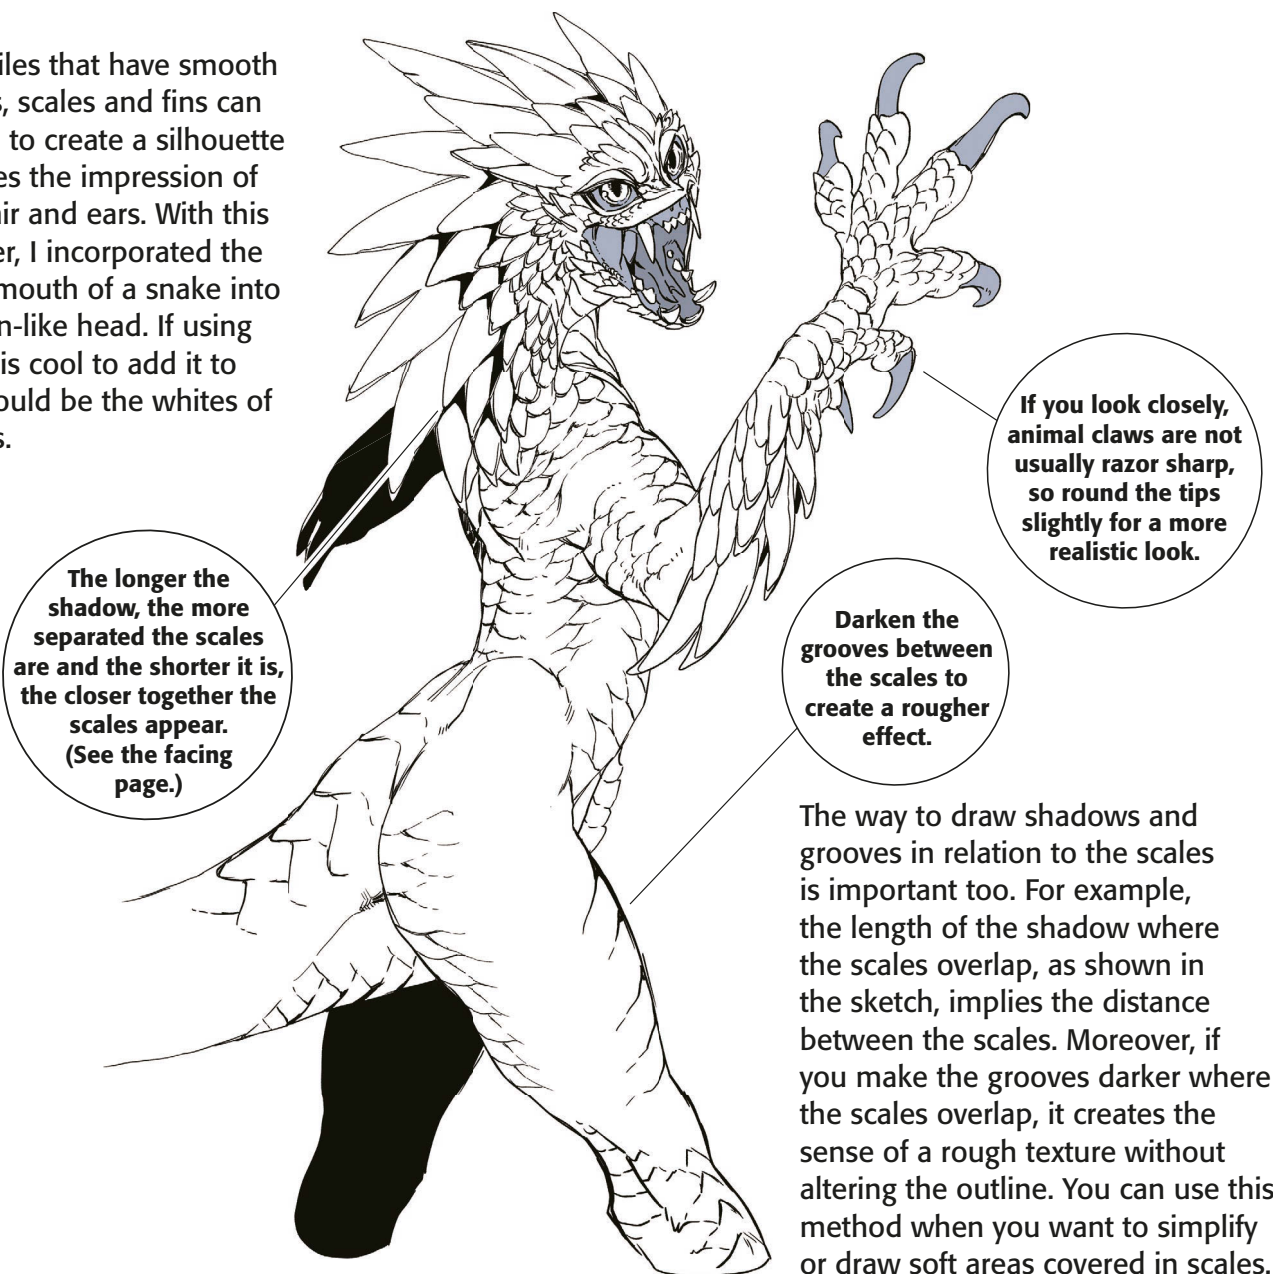 iles that have smooth
s, scales and fins can
to create a silhouette
es the impression of
air and ears. With this
er, I incorporated the
mouth of a snake into
n-like head. If using
is cool to add it to
ould be the whites of
s.
The longer the
shadow, the more
separated the scales
are and the shorter it is,
the closer together the
scales appear.
(See the facing
page.)
If you look closely,
animal claws are not
usually razor sharp,
so round the tips
slightly for a more
realistic look.
Darken the
grooves between
the scales to
create a rougher
effect.
The way to draw shadows and
grooves in relation to the scales
is important too. For example,
the length of the shadow where
the scales overlap, as shown in
the sketch, implies the distance
between the scales. Moreover, if
you make the grooves darker where
the scales overlap, it creates the
sense of a rough texture without
altering the outline. You can use this
method when you want to simplify
or draw soft areas covered in scales.